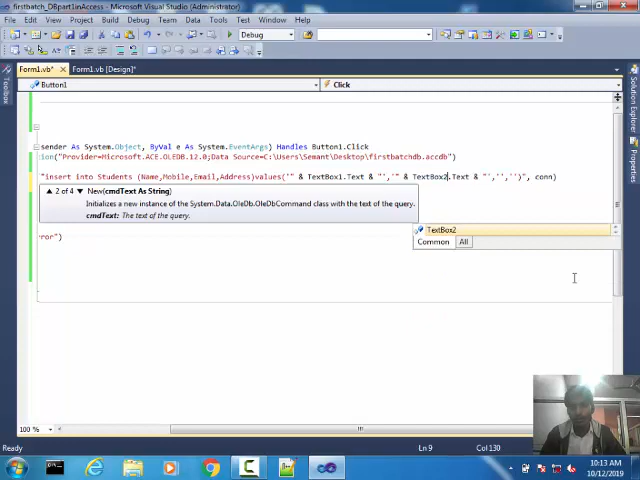 firstbatch_DBpart1inAccess - Microsoft Visual Studio (Administrator)
File Edit View Project Build Debug Team Data Tools Test Window Help
Debug
Form1.vb* Form1.vb [Design]*
Button1 Click
Toolbox
Solution Explorer
Properties
sender As System.Object, ByVal e As System.EventArgs) Handles Button1.Click
tion("Provider=Microsoft.ACE.OLEDB.12.0;Data Source=C:\Users\Semant\Desktop\firstbatchdb.accdb")
"insert into Students (Name,Mobile,Email,Address)values('" & TextBox1.Text & "','" & TextBox2.Text & "','','')", conn)
2 of 4 New(cmdText As String)
Initializes a new instance of the System.Data.OleDb.OleDbCommand class with the text of the query.
cmdText: The text of the query.
TextBox2
Common All
ror")
100 %
Ready Ln 9 Col 130
10:13 AM
10/12/2019